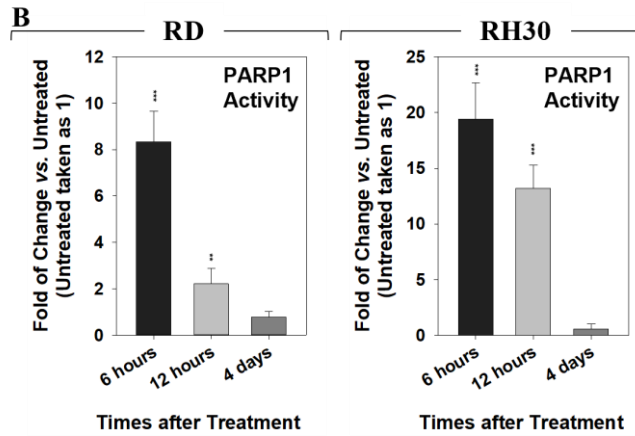 B
RD
RH30
Fold of Change vs. Untreated
(Untreated taken as 1)
12
10
8
6
4
2
0
PARP1
Activity
***
**
6 hours
12 hours
4 days
Times after Treatment
Fold of Change vs. Untreated
(Untreated taken as 1)
25
20
15
10
5
0
PARP1
Activity
***
***
6 hours
12 hours
4 days
Times after Treatment